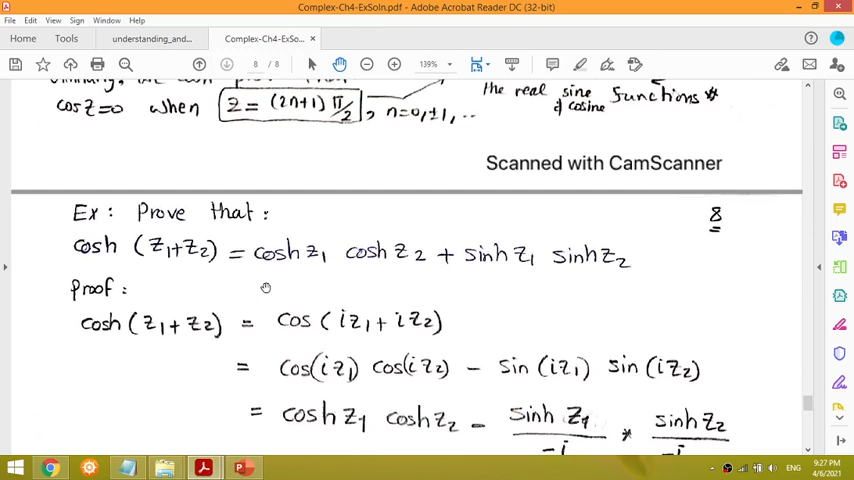 Complex-Ch4-ExSoln.pdf - Adobe Acrobat Reader DC (32-bit)
File Edit View Sign Window Help
Home Tools understanding_and... Complex-Ch4-ExSo... ×
8 / 8 139%
cos z = 0 when z = (2n+1) π/2 , n=0,±1,...
the real sine & cosine functions *
Scanned with CamScanner
8
Ex: Prove that:
cosh (z1+z2) = cosh z1 cosh z2 + sinh z1 sinh z2
Proof:
cosh (z1+z2) = cos (iz1 + iz2)
= cos(iz1) cos(iz2) - sin (iz1) sin (iz2)
= cosh z1 cosh z2 - sinh z1 / -i * sinh z2 / -i
ENG 9:27 PM
4/6/2021